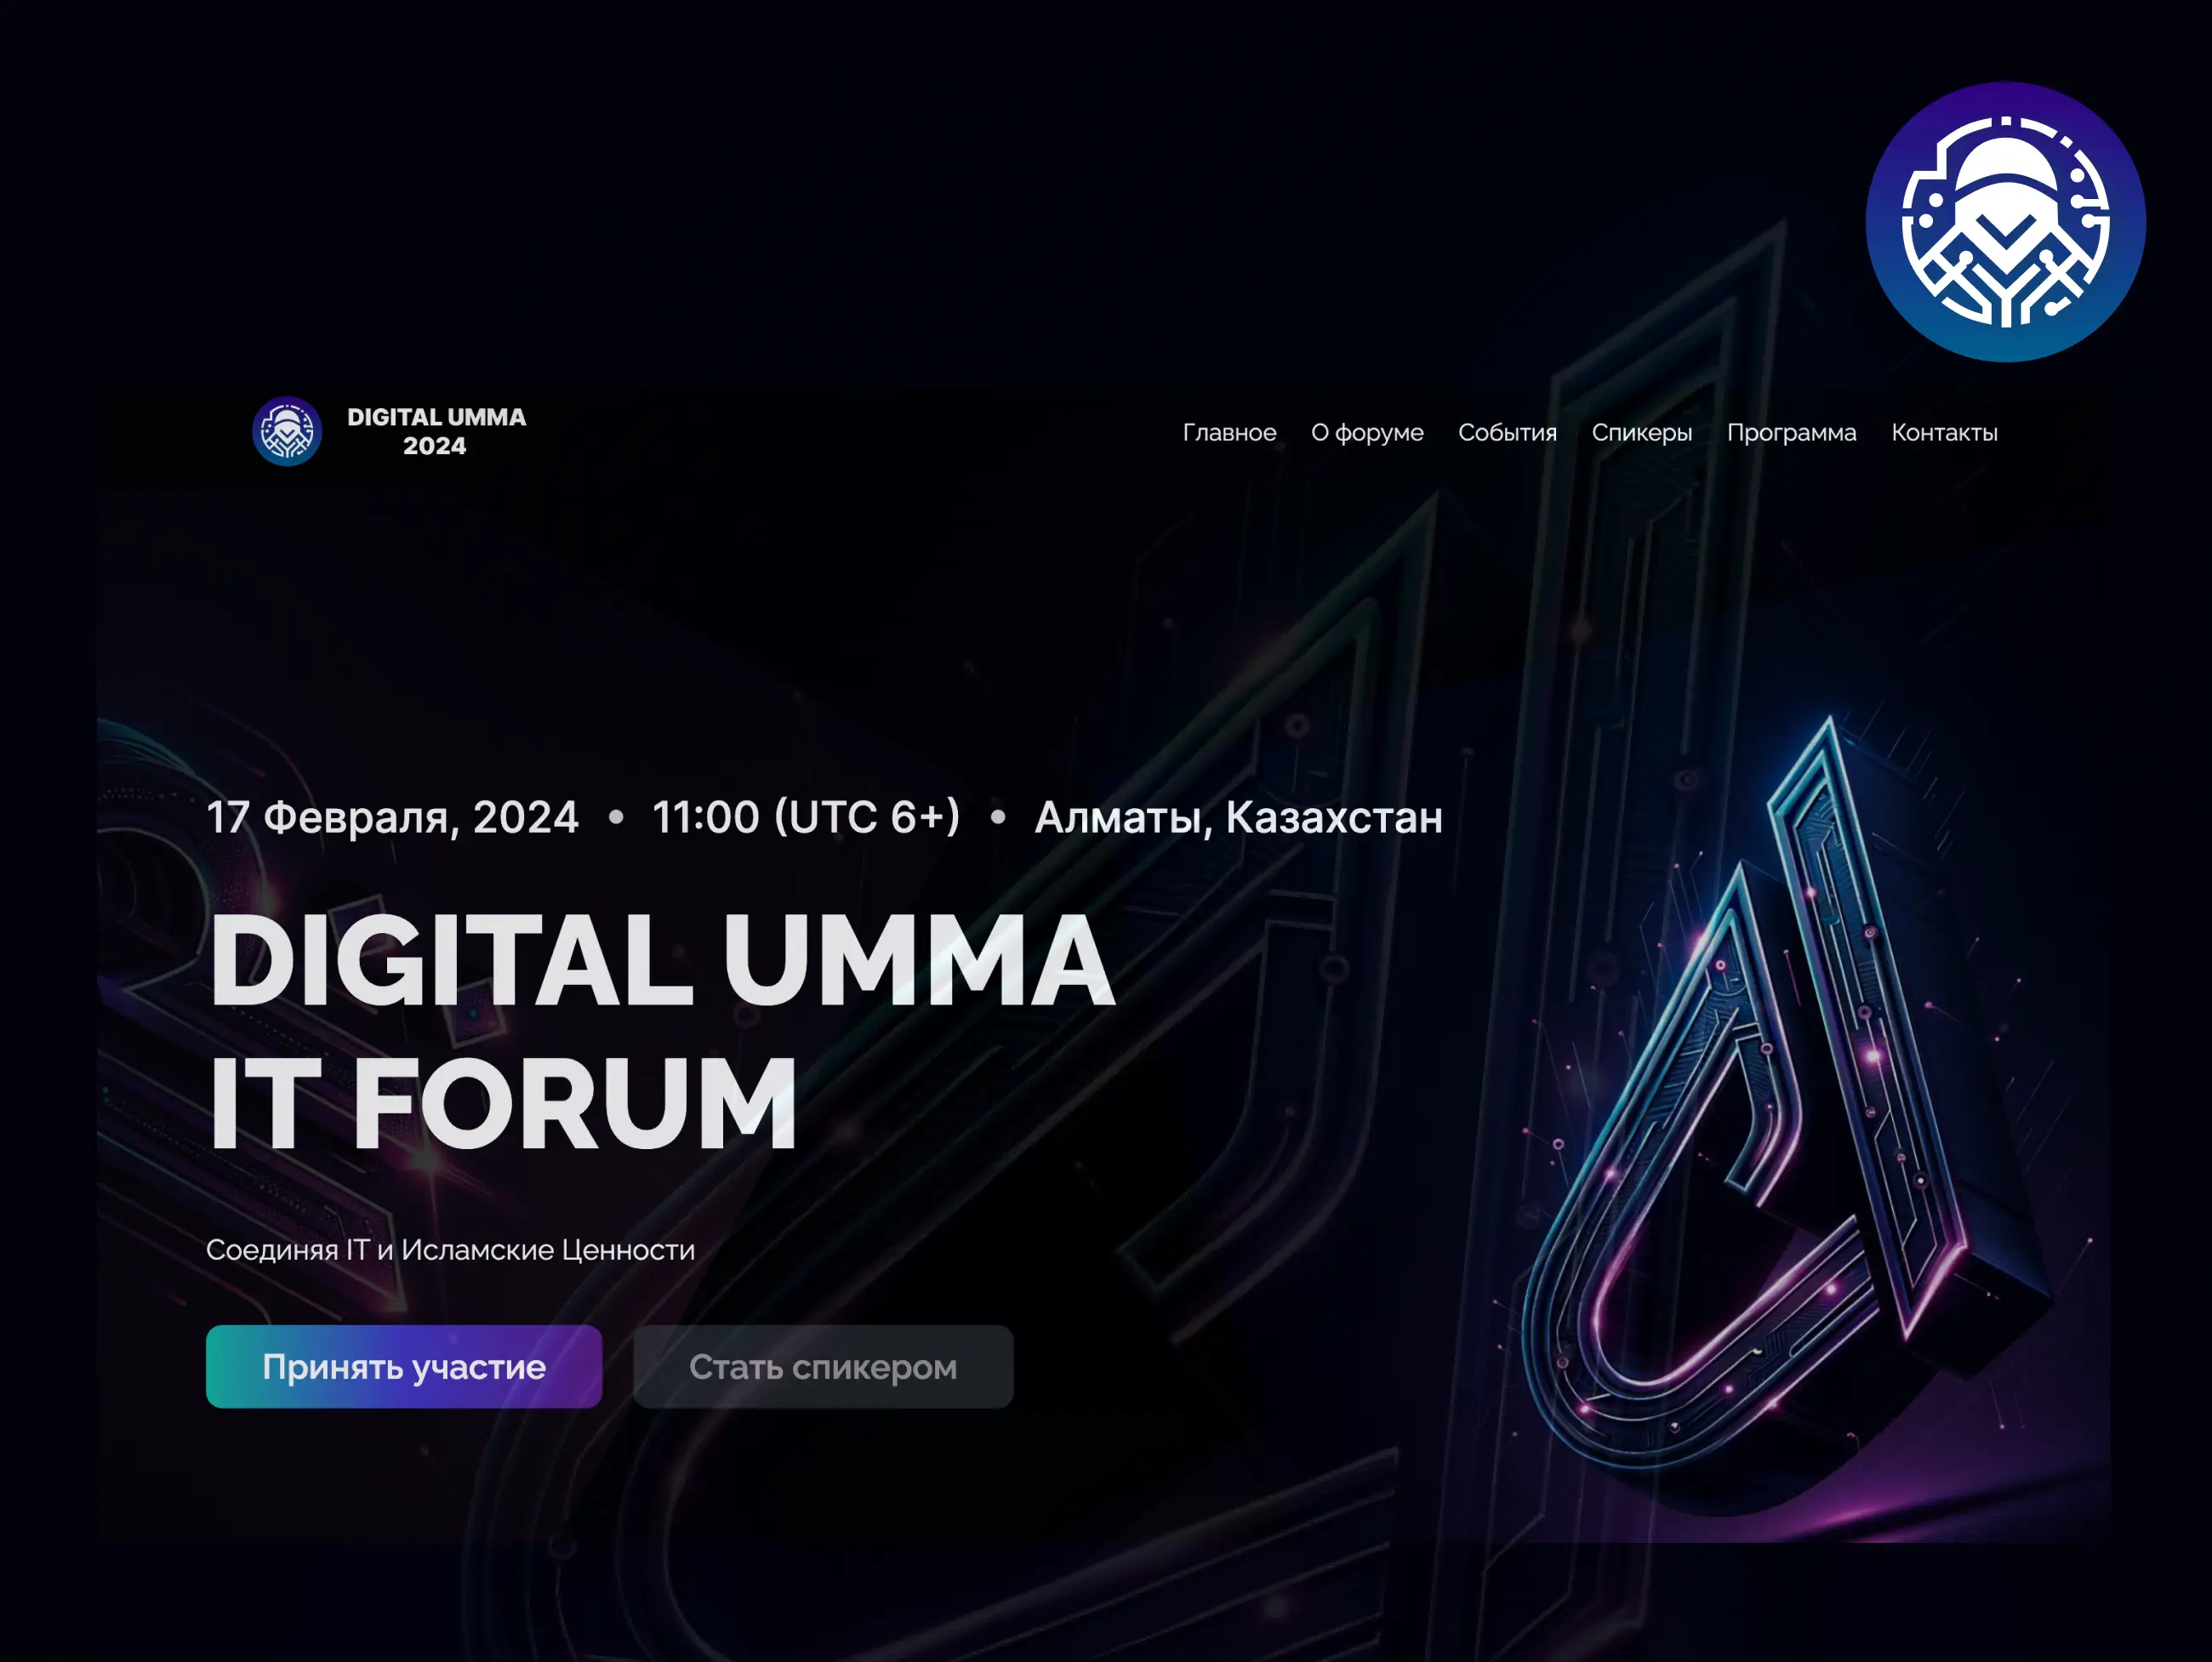 DIGITAL UMMA
2024
Главное О форуме События Спикеры Программа Контакты
17 Февраля, 2024 • 11:00 (UTC 6+) • Алматы, Казахстан
DIGITAL UMMA
IT FORUM
Соединяя IT и Исламские Ценности
Принять участие Стать спикером